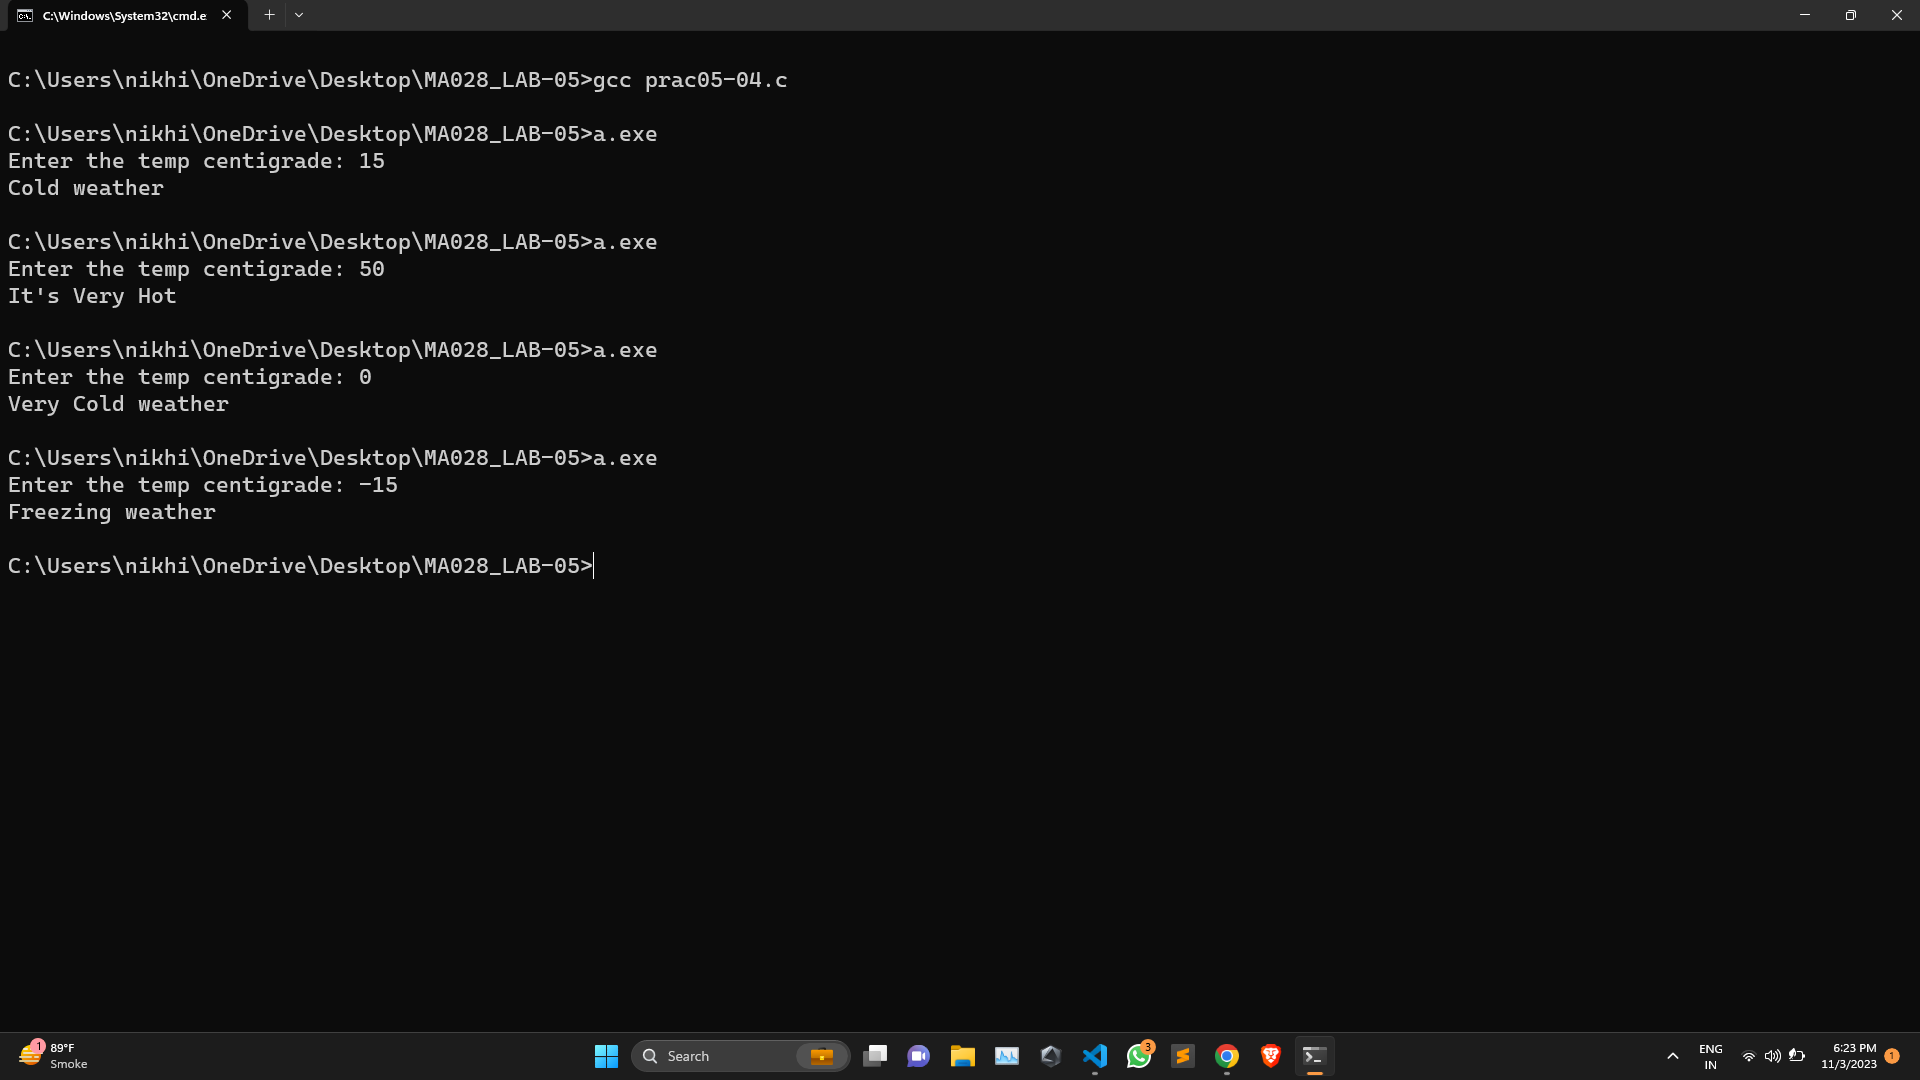 C:\Windows\System32\cmd.e
C:\Users\nikhi\OneDrive\Desktop\MA028_LAB-05>gcc prac05-04.c
C:\Users\nikhi\OneDrive\Desktop\MA028_LAB-05>a.exe
Enter the temp centigrade: 15
Cold weather
C:\Users\nikhi\OneDrive\Desktop\MA028_LAB-05>a.exe
Enter the temp centigrade: 50
It's Very Hot
C:\Users\nikhi\OneDrive\Desktop\MA028_LAB-05>a.exe
Enter the temp centigrade: 0
Very Cold weather
C:\Users\nikhi\OneDrive\Desktop\MA028_LAB-05>a.exe
Enter the temp centigrade: -15
Freezing weather
C:\Users\nikhi\OneDrive\Desktop\MA028_LAB-05>
1
89°F
Smoke
Search
3
ENG
IN
6:23 PM
11/3/2023
1